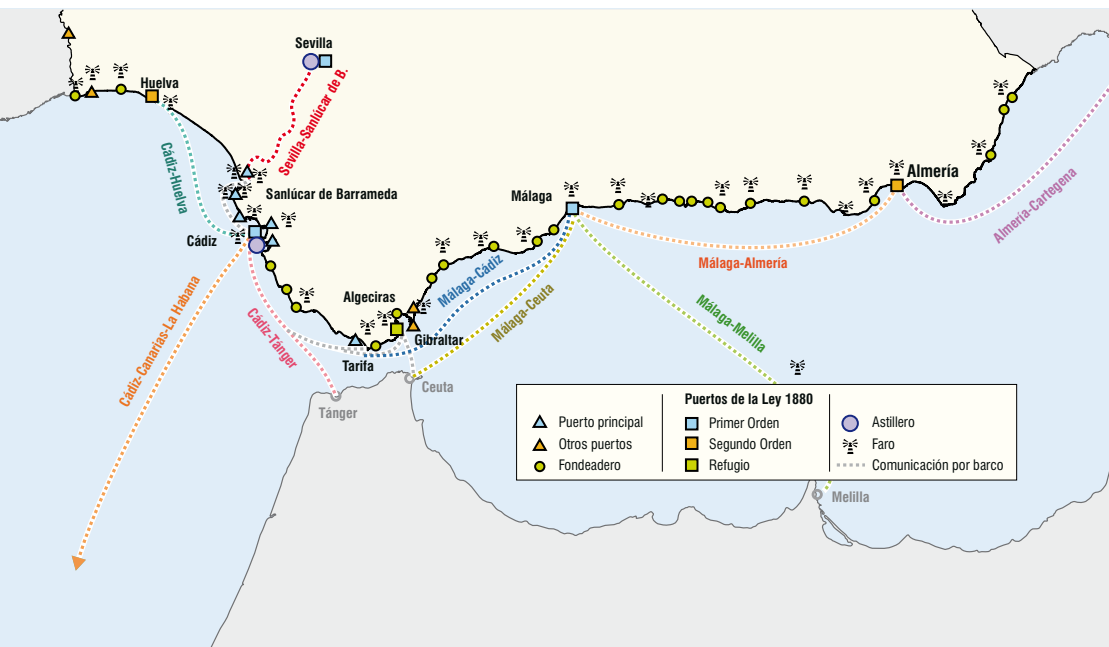 Sevilla
Huelva
Sevilla-Sanlúcar de B.
Cádiz-Huelva
Sanlúcar de Barrameda
Cádiz
Málaga
Almería
Almería-Cartegena
Málaga-Almería
Málaga-Cádiz
Málaga-Ceuta
Málaga-Melilla
Algeciras
Gibraltar
Tarifa
Cádiz-Tánger
Cádiz-Canarias-La Habana
Ceuta
Tánger
Puertos de la Ley 1880
Puerto principal
Primer Orden
Astillero
Otros puertos
Segundo Orden
Faro
Fondeadero
Refugio
Comunicación por barco
Melilla